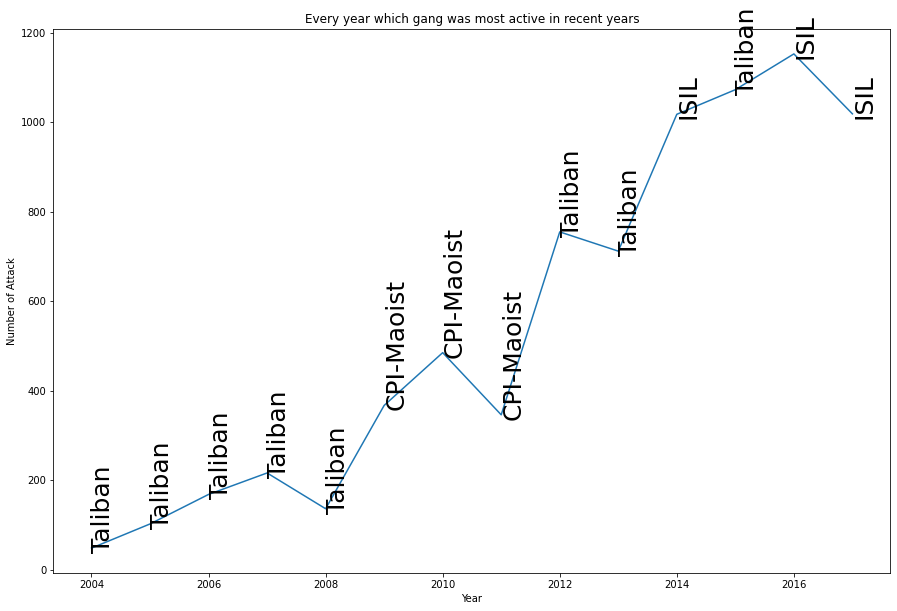 Every year which gang was most active in recent years
Number of Attack
1200
1000
800
600
400
200
0
Taliban
Taliban
Taliban
Taliban
Taliban
CPI-Maoist
CPI-Maoist
CPI-Maoist
Taliban
Taliban
ISIL
Taliban
ISIL
ISIL
2004
2006
2008
2010
2012
2014
2016
Year